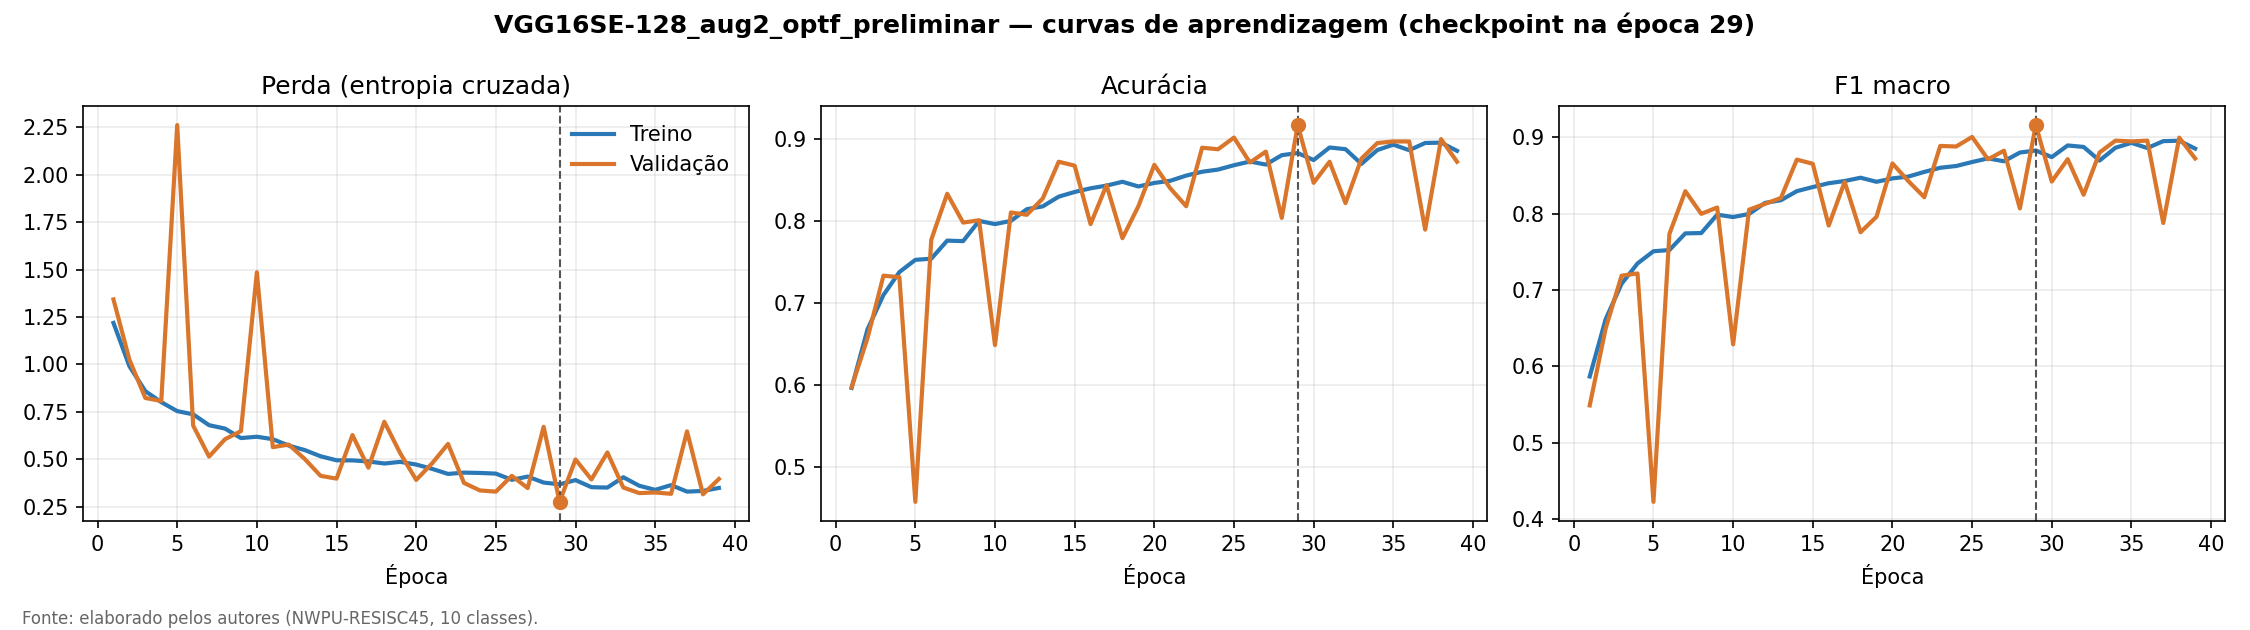 VGG16SE-128_aug2_optf_preliminar — curvas de aprendizagem (checkpoint na época 29)
Perda (entropia cruzada)
2.25
2.00
1.75
1.50
1.25
1.00
0.75
0.50
0.25
Treino
Validação
0 5 10 15 20 25 30 35 40
Época
Acurácia
0.9
0.8
0.7
0.6
0.5
0 5 10 15 20 25 30 35 40
Época
F1 macro
0.9
0.8
0.7
0.6
0.5
0.4
0 5 10 15 20 25 30 35 40
Época
Fonte: elaborado pelos autores (NWPU-RESISC45, 10 classes).